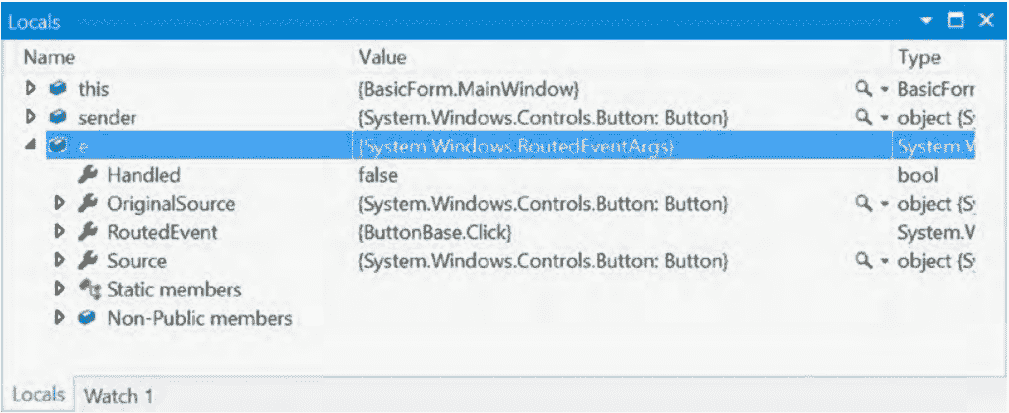 Locals
Name Value Type
this {BasicForm.MainWindow} BasicForr
sender {System.Windows.Controls.Button: Button} object {S
e {System.Windows.RoutedEventArgs} System.W
Handled false bool
OriginalSource {System.Windows.Controls.Button: Button} object {S
RoutedEvent {ButtonBase.Click} System.W
Source {System.Windows.Controls.Button: Button} object {S
Static members
Non-Public members
Locals Watch 1